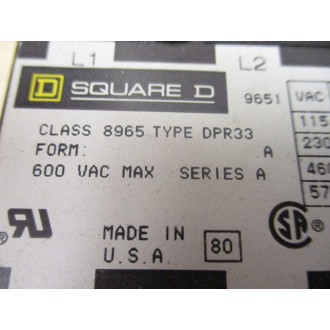 L1 L2
D SQUARE D 9651
CLASS 8965 TYPE DPR33
FORM: A
600 VAC MAX SERIES A
MADE IN
U.S.A. 80
VAC
115
230
460
57